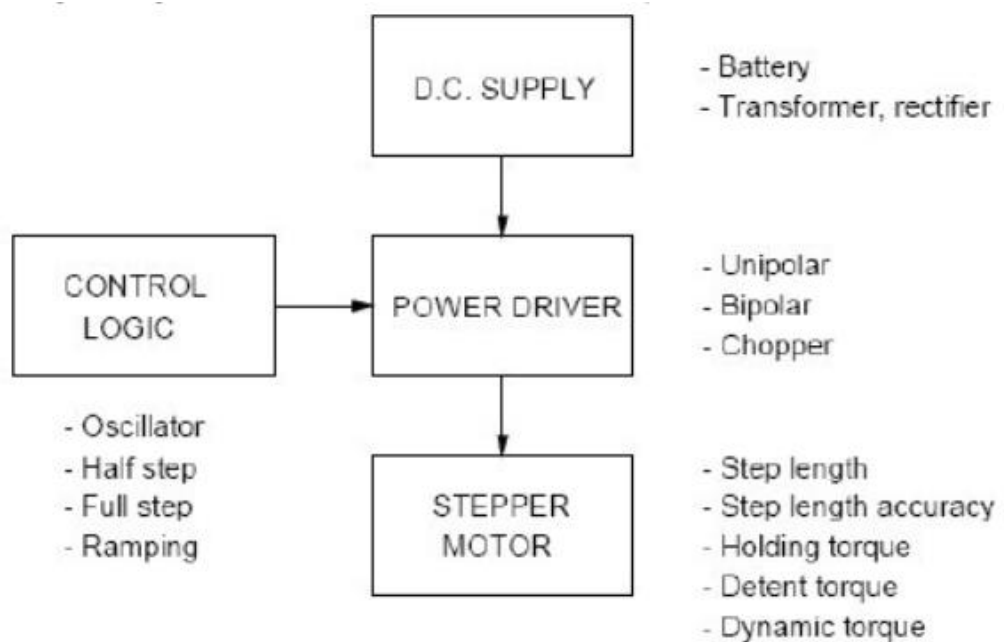 D.C. SUPPLY
- Battery
- Transformer, rectifier
CONTROL
LOGIC
POWER DRIVER
- Unipolar
- Bipolar
- Chopper
- Oscillator
- Half step
- Full step
- Ramping
STEPPER
MOTOR
- Step length
- Step length accuracy
- Holding torque
- Detent torque
- Dynamic torque